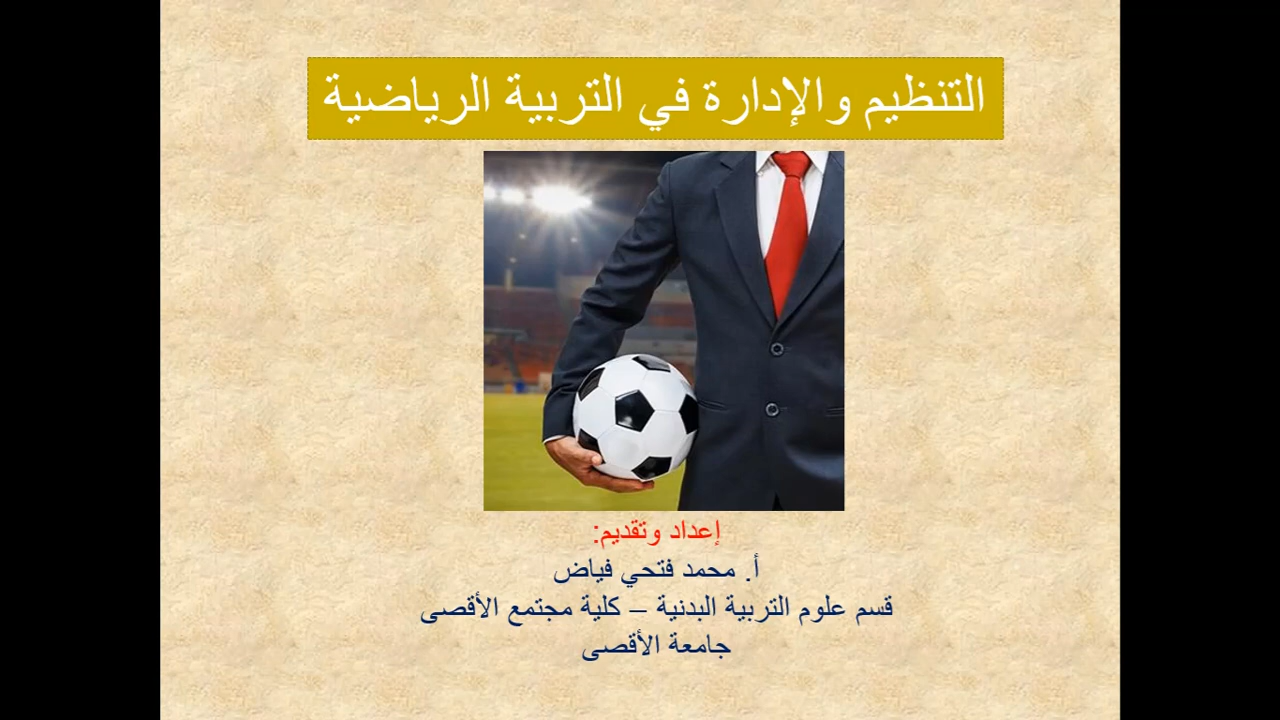 التنظيم والإدارة في التربية الرياضية
إعداد وتقديم:
أ. محمد فتحي فياض
قسم علوم التربية البدنية – كلية مجتمع الأقصى
جامعة الأقصى